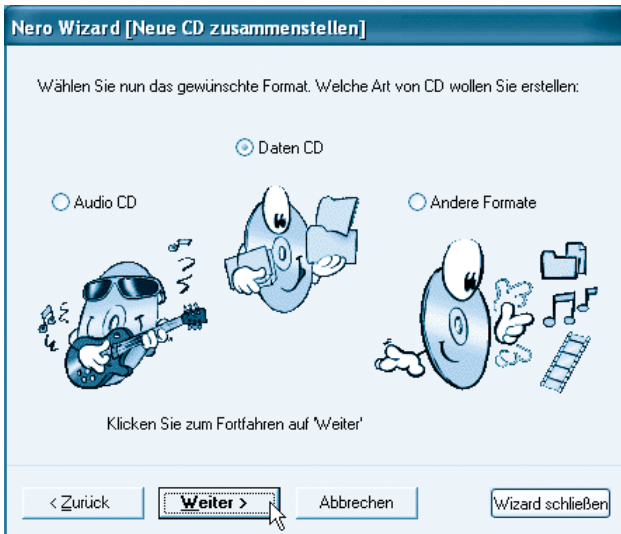 Nero Wizard [Neue CD zusammenstellen]
Wählen Sie nun das gewünschte Format. Welche Art von CD wollen Sie erstellen:
Daten CD
Audio CD
Andere Formate
Klicken Sie zum Fortfahren auf 'Weiter'
< Zurück
Weiter >
Abbrechen
Wizard schließen